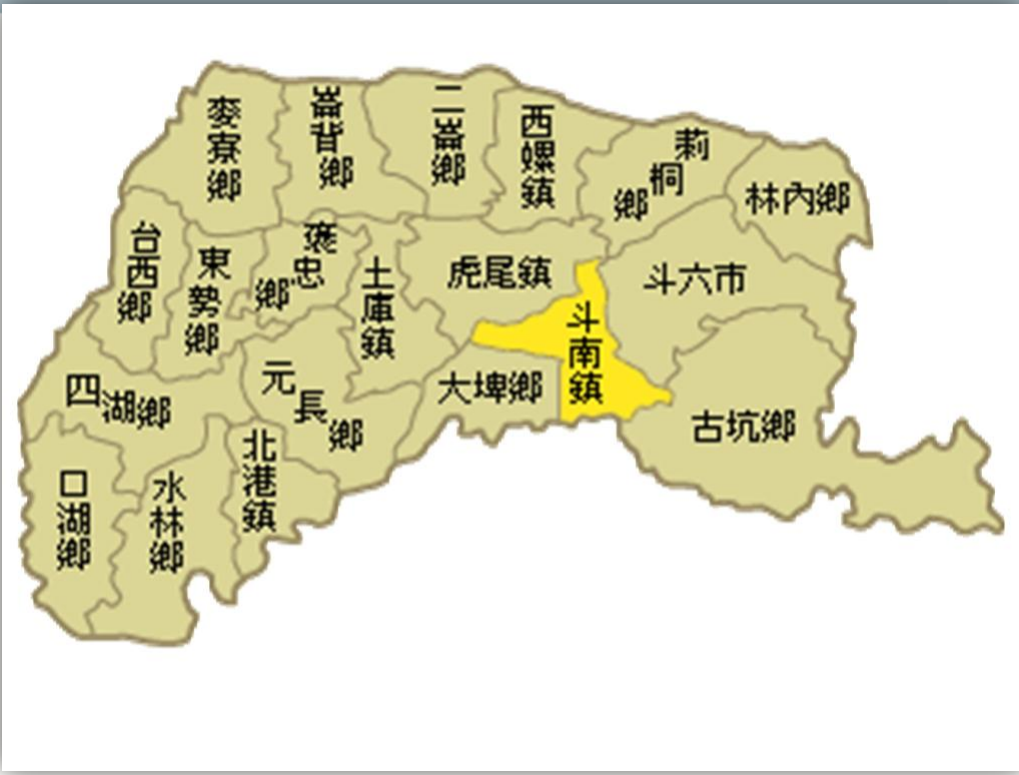 麥寮鄉
崙背鄉
二崙鄉
西螺鎮
莉桐鄉
林內鄉
台西鄉
東勢鄉
褒忠鄉
土庫鎮
虎尾鎮
斗南鎮
斗六市
四湖鄉
元長鄉
大埤鄉
古坑鄉
口湖鄉
水林鄉
北港鎮